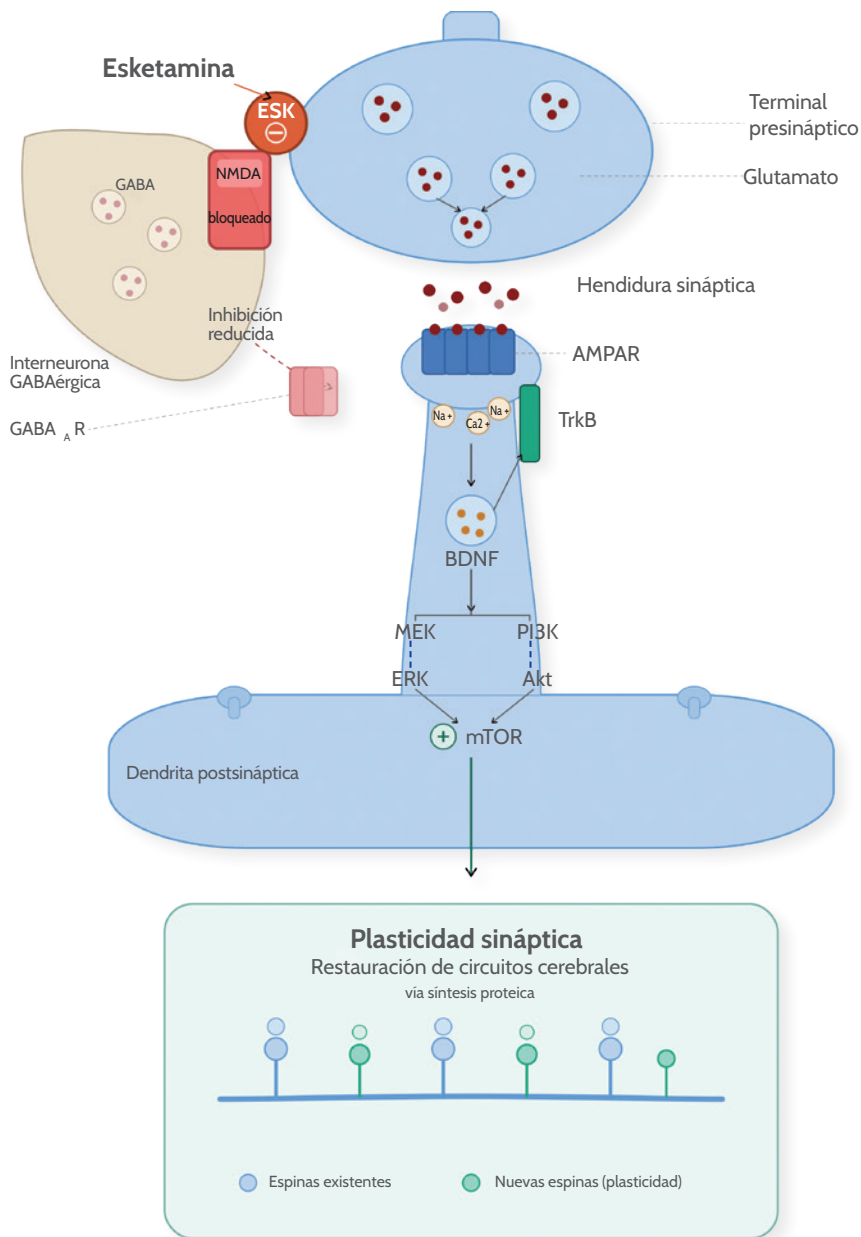 Esketamina
ESK
Terminal
presináptico
Glutamato
GABA
NMDA
bloqueado
Hendidura sináptica
Inhibición
reducida
AMPAR
Interneurona
GABAérgica
GABA A R
Na +
Ca2 +
Na +
TrkB
BDNF
MEK
PI3K
ERK
Akt
+ mTOR
Dendrita postsináptica
Plasticidad sináptica
Restauración de circuitos cerebrales
vía síntesis proteica
Espinas existentes
Nuevas espinas (plasticidad)